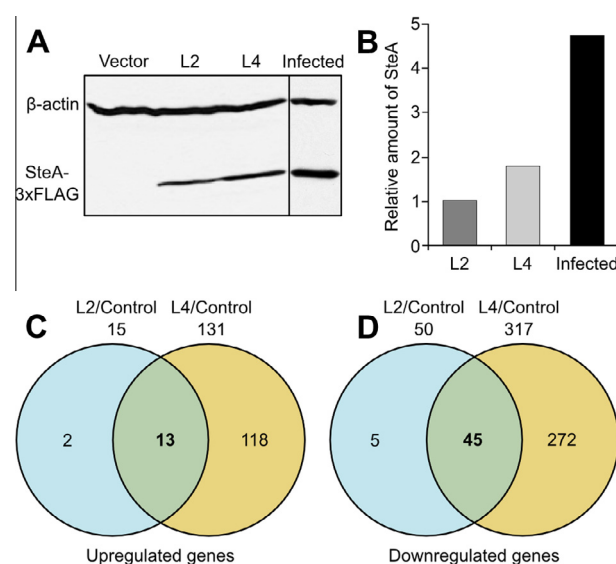 A
Vector L2 L4 Infected
β-actin
SteA-
3xFLAG
B
Relative amount of SteA
5
4
3
2
1
0
L2 L4 Infected
C
L2/Control L4/Control
15 131
2 13 118
Upregulated genes
D
L2/Control L4/Control
50 317
5 45 272
Downregulated genes